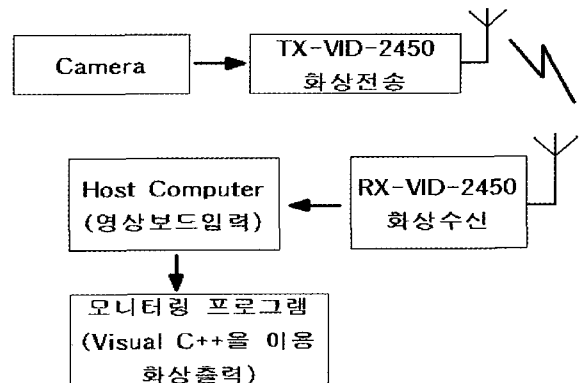 Camera
TX-VID-2450
화상전송
Host Computer
(영상보드입력)
RX-VID-2450
화상수신
모니터링 프로그램
(Visual C++을 이용
화상출력)